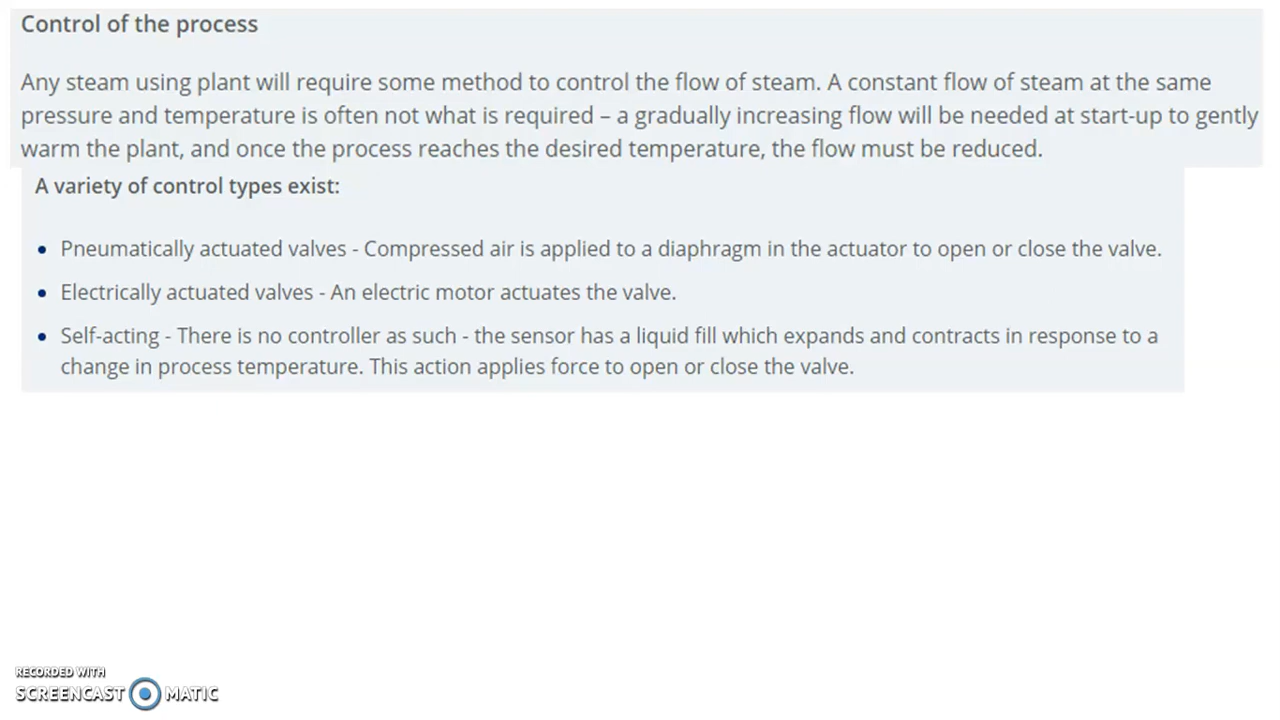 Control of the process
Any steam using plant will require some method to control the flow of steam. A constant flow of steam at the same
pressure and temperature is often not what is required – a gradually increasing flow will be needed at start-up to gently
warm the plant, and once the process reaches the desired temperature, the flow must be reduced.
A variety of control types exist:
• Pneumatically actuated valves - Compressed air is applied to a diaphragm in the actuator to open or close the valve.
• Electrically actuated valves - An electric motor actuates the valve.
• Self-acting - There is no controller as such - the sensor has a liquid fill which expands and contracts in response to a
change in process temperature. This action applies force to open or close the valve.
RECORDED WITH
SCREENCAST MATIC